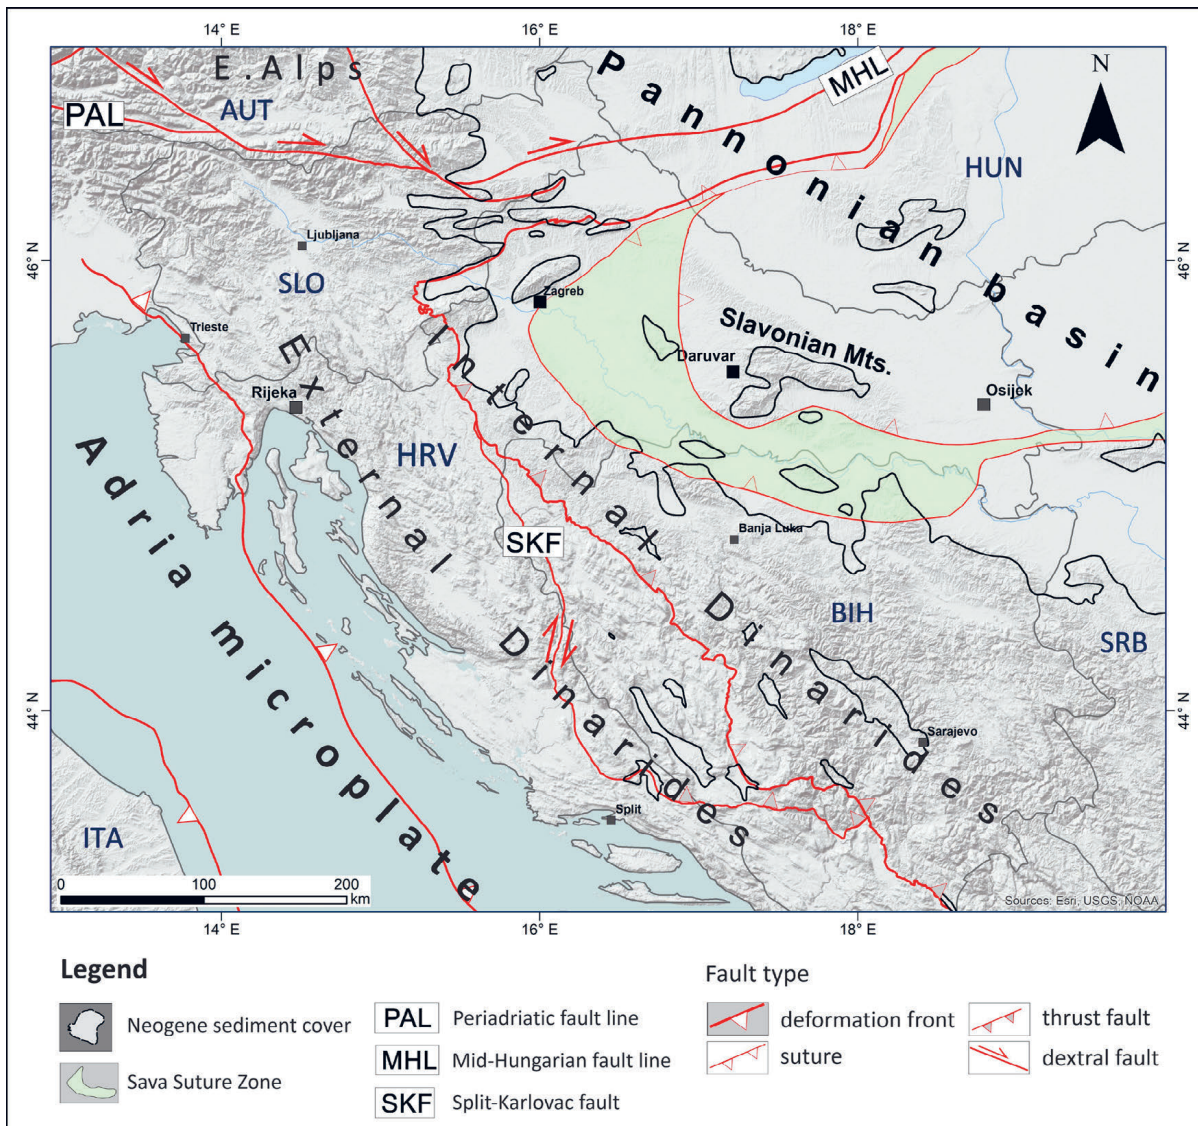 14° E
16° E
18° E
E.Alps
AUT
PAL
MHL
N
Pannonian basin
HUN
46° N
46° N
Ljubljana
SLO
Zagreb
Trieste
Slavonian Mts.
Daruvar
Rijeka
Osijek
External Dinarides
Internal Dinarides
HRV
Adria microplate
SKF
Banja Luka
BIH
SRB
44° N
44° N
Sarajevo
Split
ITA
0 100 200
km
Sources: Esri, USGS, NOAA
14° E
16° E
18° E
Legend
Neogene sediment cover
Sava Suture Zone
PAL Periadriatic fault line
MHL Mid-Hungarian fault line
SKF Split-Karlovac fault
Fault type
deformation front
thrust fault
suture
dextral fault